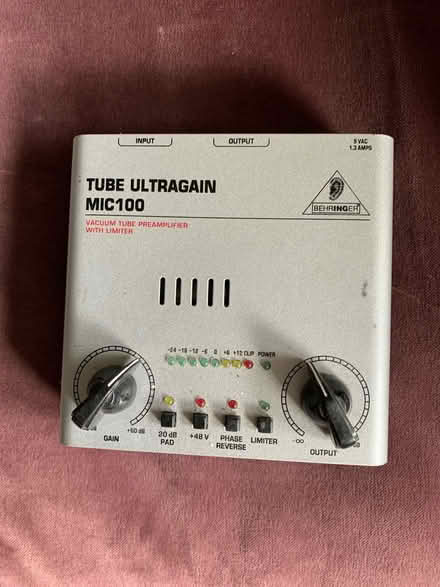 INPUT
OUTPUT
9 VAC
1.3 AMPS
TUBE ULTRAGAIN
MIC100
BEHRINGER
VACUUM TUBE PREAMPLIFIER
WITH LIMITER
-24 -18 -12 -6 0 +6 +12 CLIP POWER
+60 dB
GAIN
20 dB
PAD
+48 V
PHASE
REVERSE
LIMITER
-∞
dB
OUTPUT